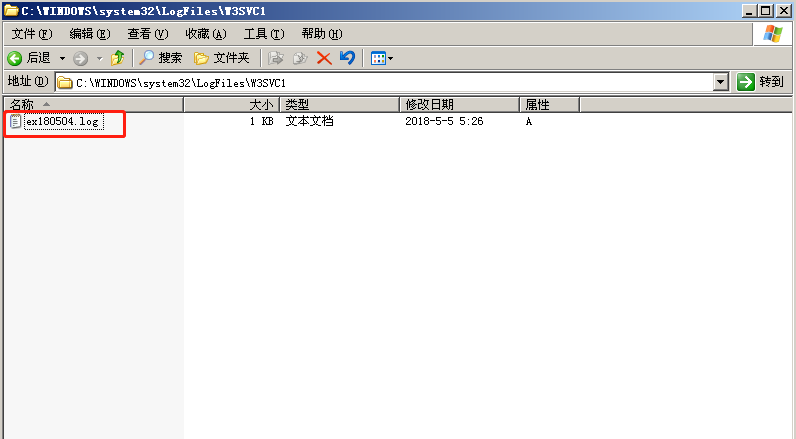 C:\WINDOWS\system32\LogFiles\W3SVC1
文件(F) 编辑(E) 查看(V) 收藏(A) 工具(T) 帮助(H)
后退 搜索 文件夹
地址(D) C:\WINDOWS\system32\LogFiles\W3SVC1 转到
名称 大小 类型 修改日期 属性
ex180504.log 1 KB 文本文档 2018-5-5 5:26 A